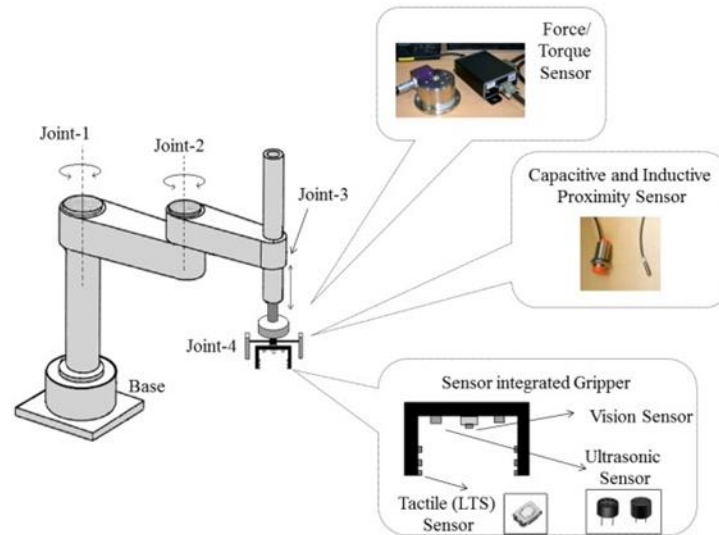 Force/
Torque
Sensor
Joint-1
Joint-2
Joint-3
Capacitive and Inductive
Proximity Sensor
Joint-4
Base
Sensor integrated Gripper
Vision Sensor
Ultrasonic
Sensor
Tactile (LTS)
Sensor